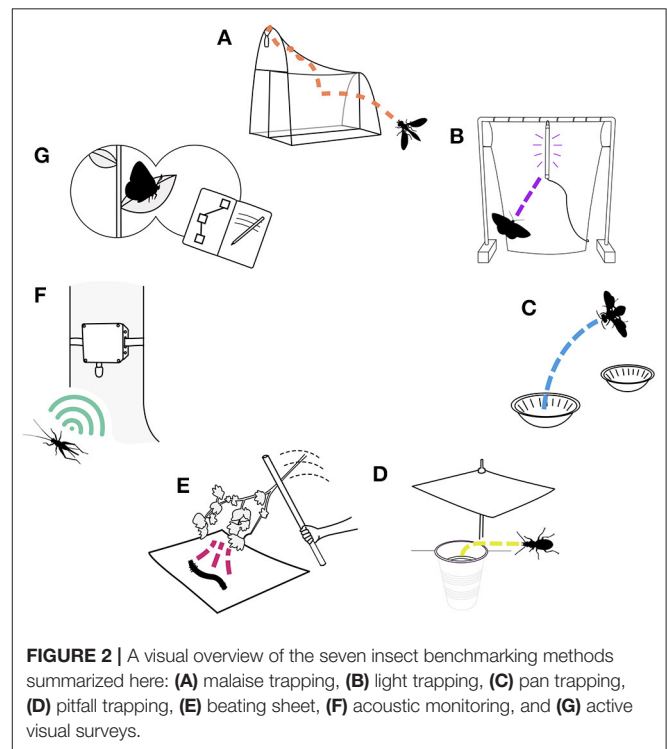 A
B
G
F
C
E
D
FIGURE 2 | A visual overview of the seven insect benchmarking methods
summarized here: (A) malaise trapping, (B) light trapping, (C) pan trapping,
(D) pitfall trapping, (E) beating sheet, (F) acoustic monitoring, and (G) active
visual surveys.